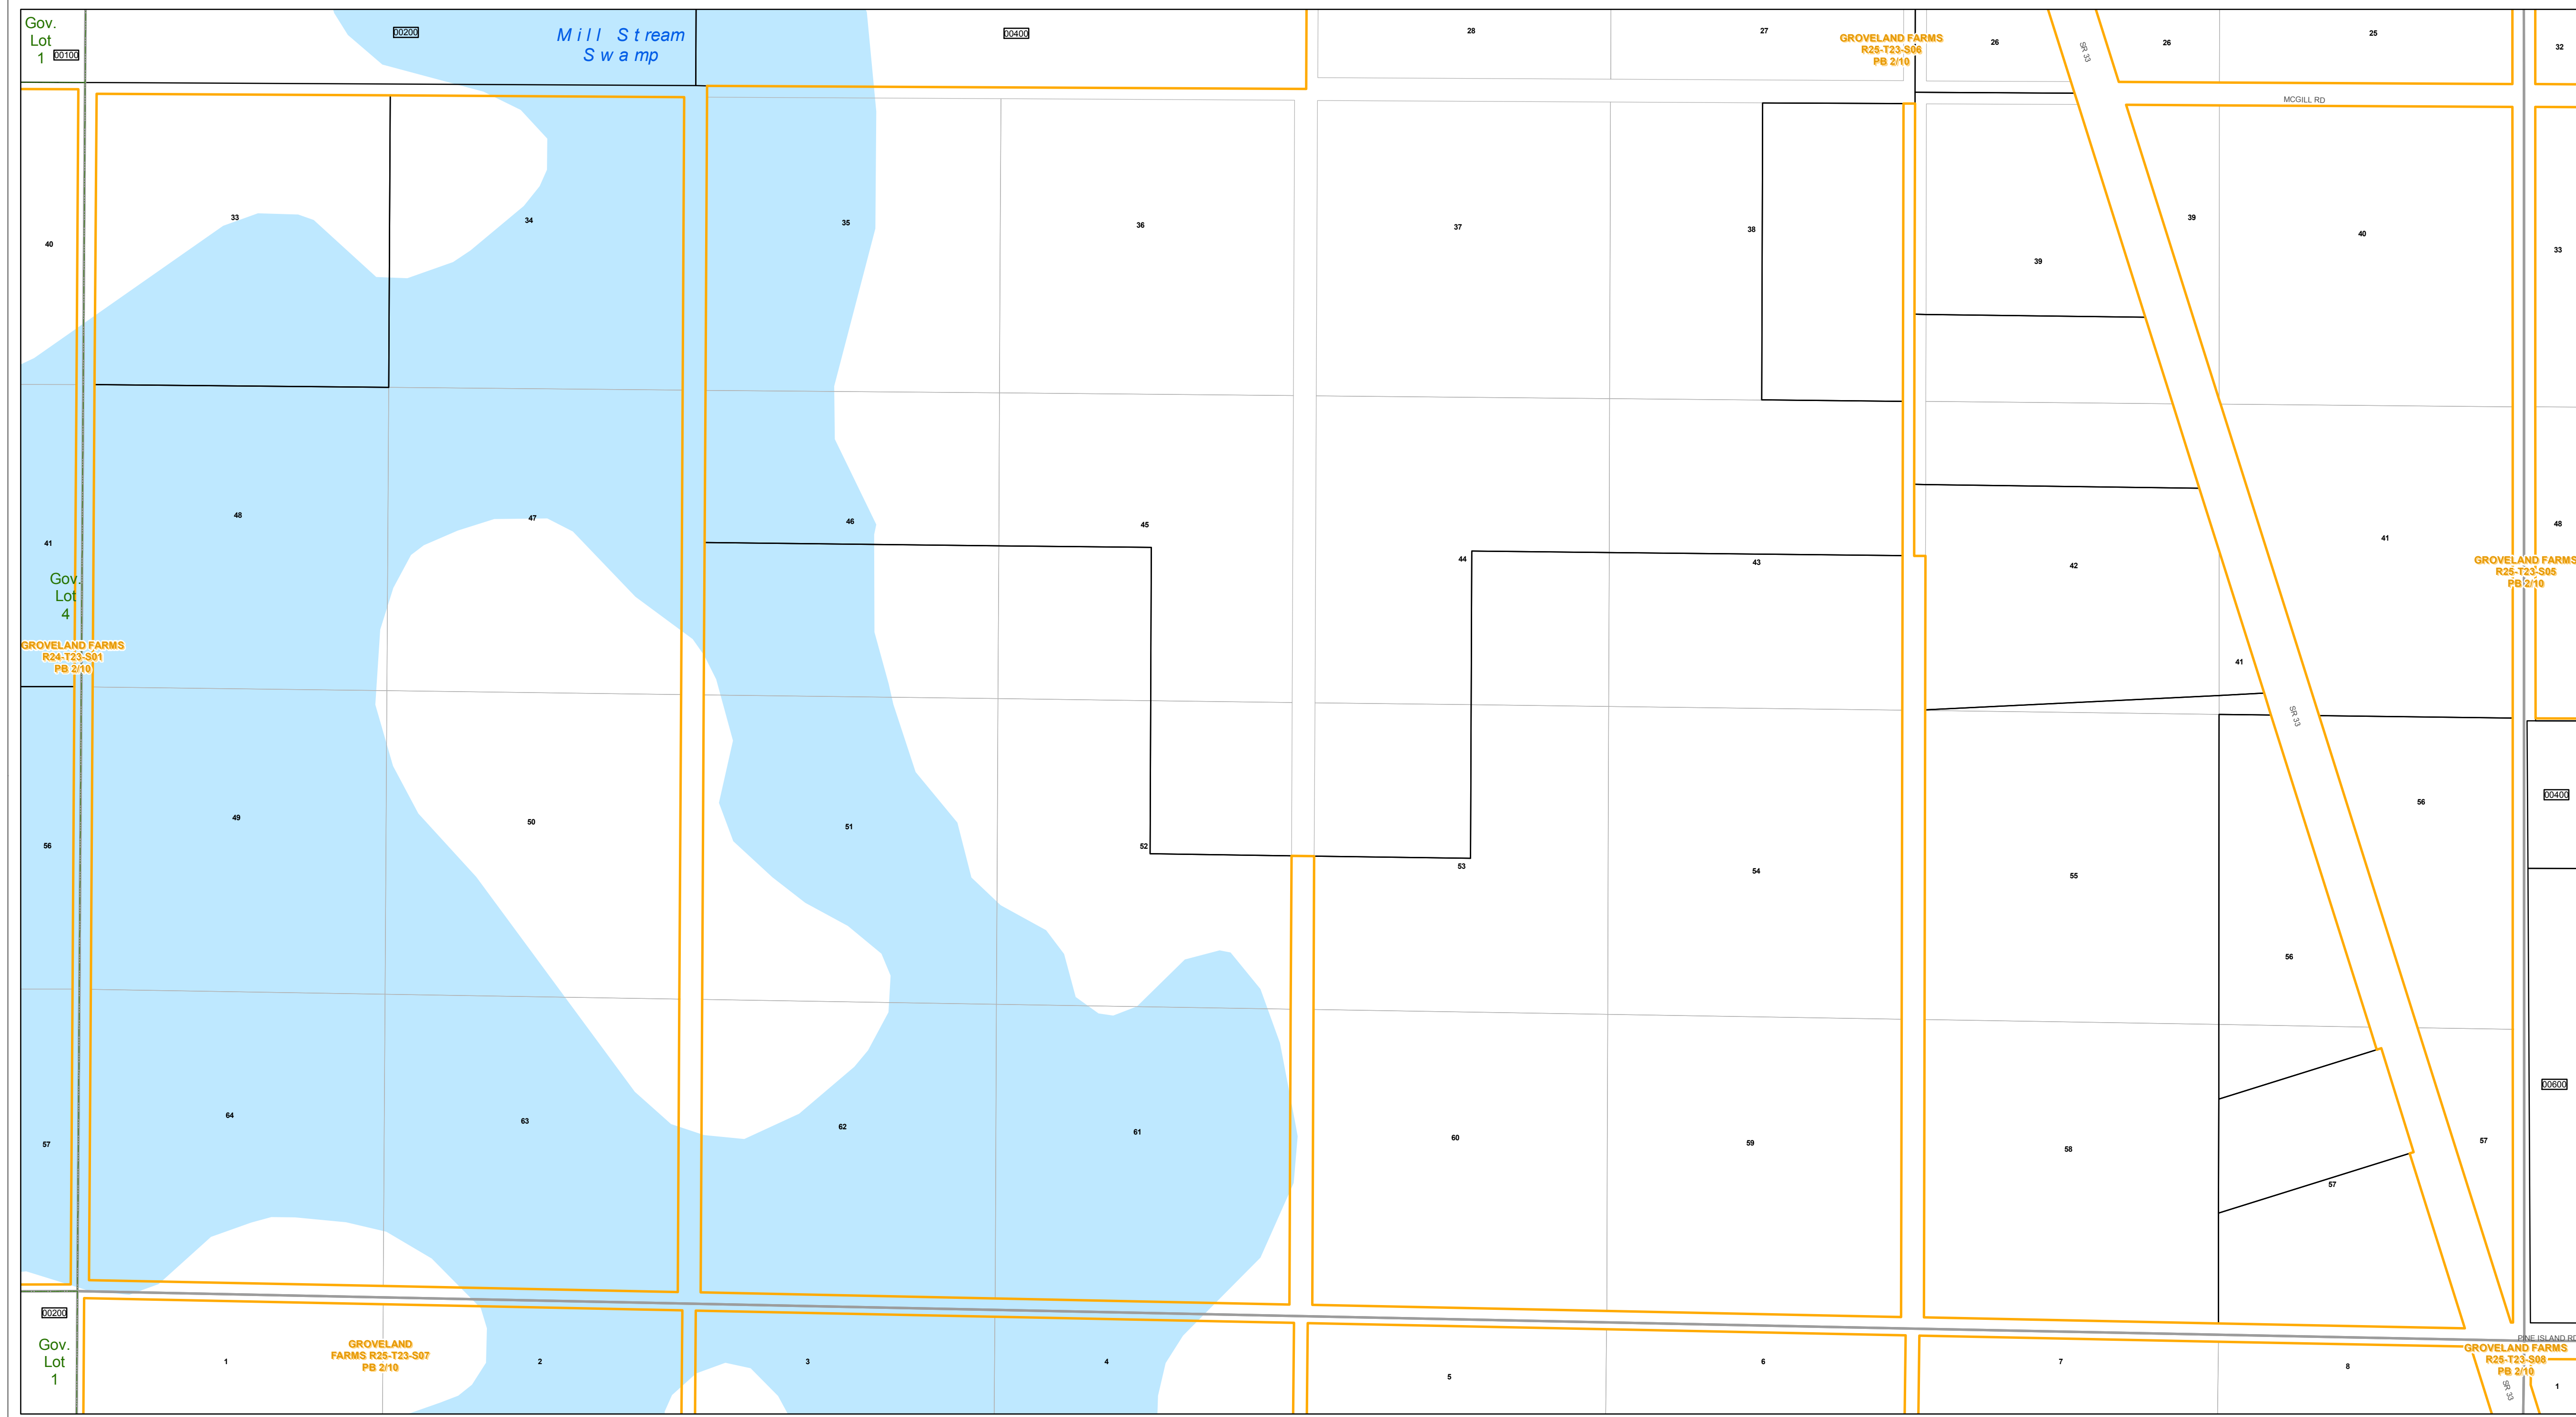 Gov.
Lot
1
00100
00200
Mill Stream
Swamp
00400
28
27
GROVELAND FARMS
R25-T23-S06
PB 2/10
26
SR 33
26
25
32
MCGILL RD
40
33
34
35
36
37
38
39
39
40
33
41
48
47
46
45
44
43
42
41
41
48
GROVELAND FARMS
R25-T23-S05
PB 2/10
Gov.
Lot
4
GROVELAND FARMS
R24-T23-S01
PB 2/10
SR 33
56
49
50
51
52
53
54
55
56
56
00400
57
64
63
62
61
60
59
58
57
57
00600
00200
Gov.
Lot
1
1
GROVELAND
FARMS R25-T23-S07
PB 2/10
2
3
4
5
6
7
8
PINE ISLAND RD
GROVELAND FARMS
R25-T23-S08
PB 2/10
SR 33
1